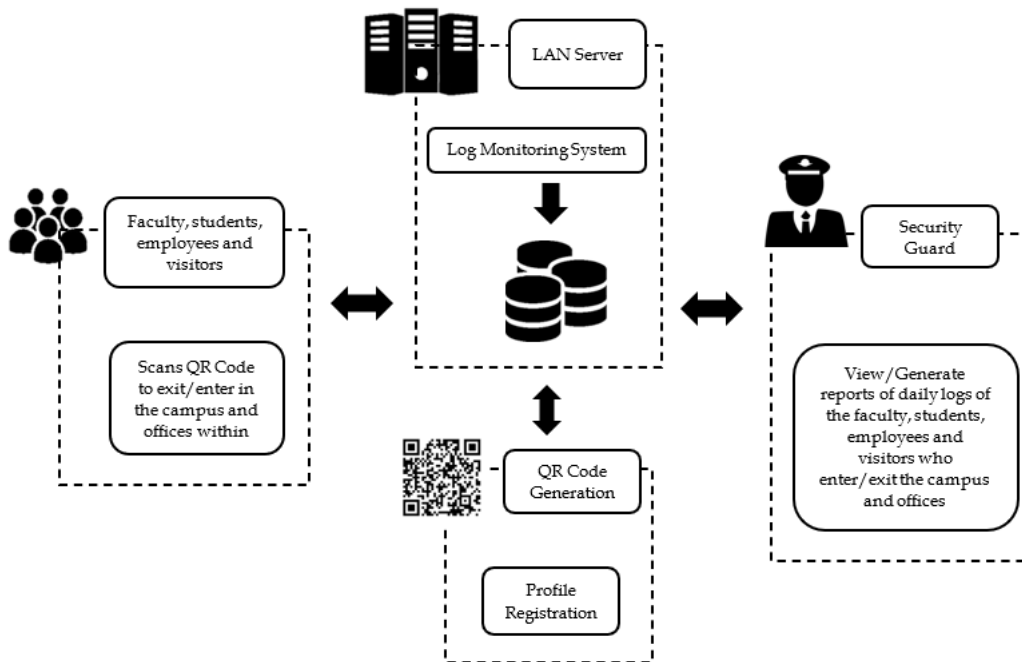 LAN Server
Log Monitoring System
Faculty, students,
employees and
visitors
Scans QR Code
to exit/enter in
the campus and
offices within
Security
Guard
View/Generate
reports of daily logs of
the faculty, students,
employees and
visitors who
enter/exit the campus
and offices
QR Code
Generation
Profile
Registration